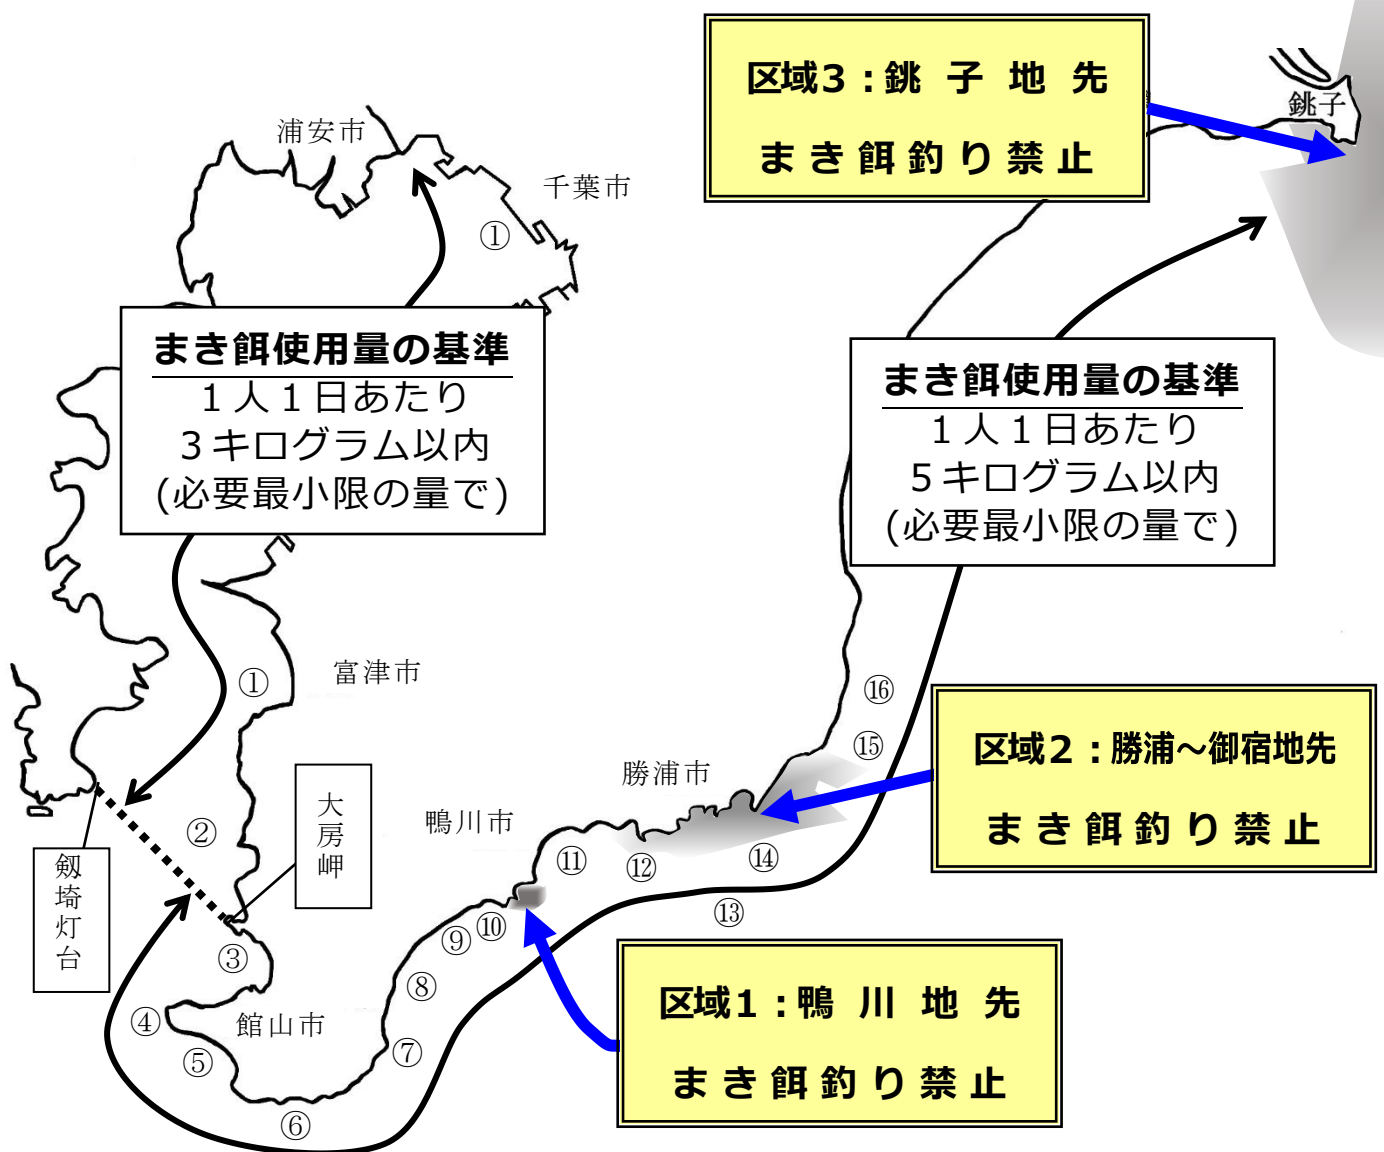 区域3：銚子地先
まき餌釣り禁止
銚子
浦安市
千葉市
①
まき餌使用量の基準
１人１日あたり
３キログラム以内
(必要最小限の量で)
まき餌使用量の基準
１人１日あたり
５キログラム以内
(必要最小限の量で)
富津市
①
⑯
⑮
区域2：勝浦～御宿地先
まき餌釣り禁止
勝浦市
鴨川市
大房岬
剱埼灯台
②
⑪
⑫
⑭
⑬
⑩
⑨
③
⑧
区域1：鴨川地先
まき餌釣り禁止
④
館山市
⑤
⑦
⑥